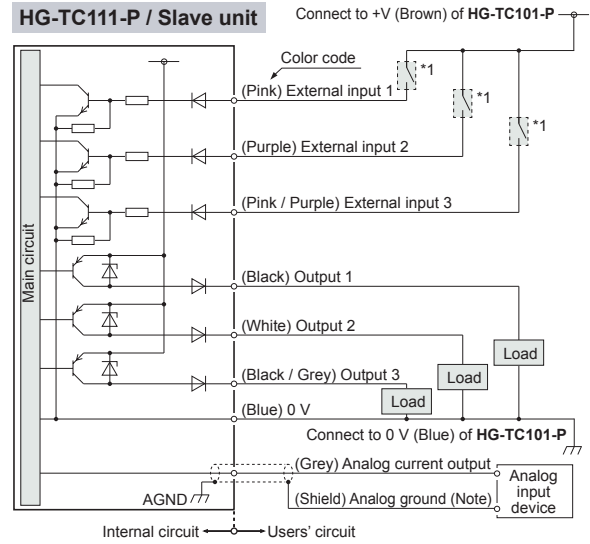 HG-TC111-P / Slave unit
Connect to +V (Brown) of HG-TC101-P
Color code
*1
(Pink) External input 1
*1
*1
(Purple) External input 2
(Pink / Purple) External input 3
Main circuit
(Black) Output 1
(White) Output 2
Load
Load
(Black / Grey) Output 3
Load
(Blue) 0 V
Connect to 0 V (Blue) of HG-TC101-P
(Grey) Analog current output
Analog
input
device
AGND
(Shield) Analog ground (Note)
Internal circuit
Users' circuit